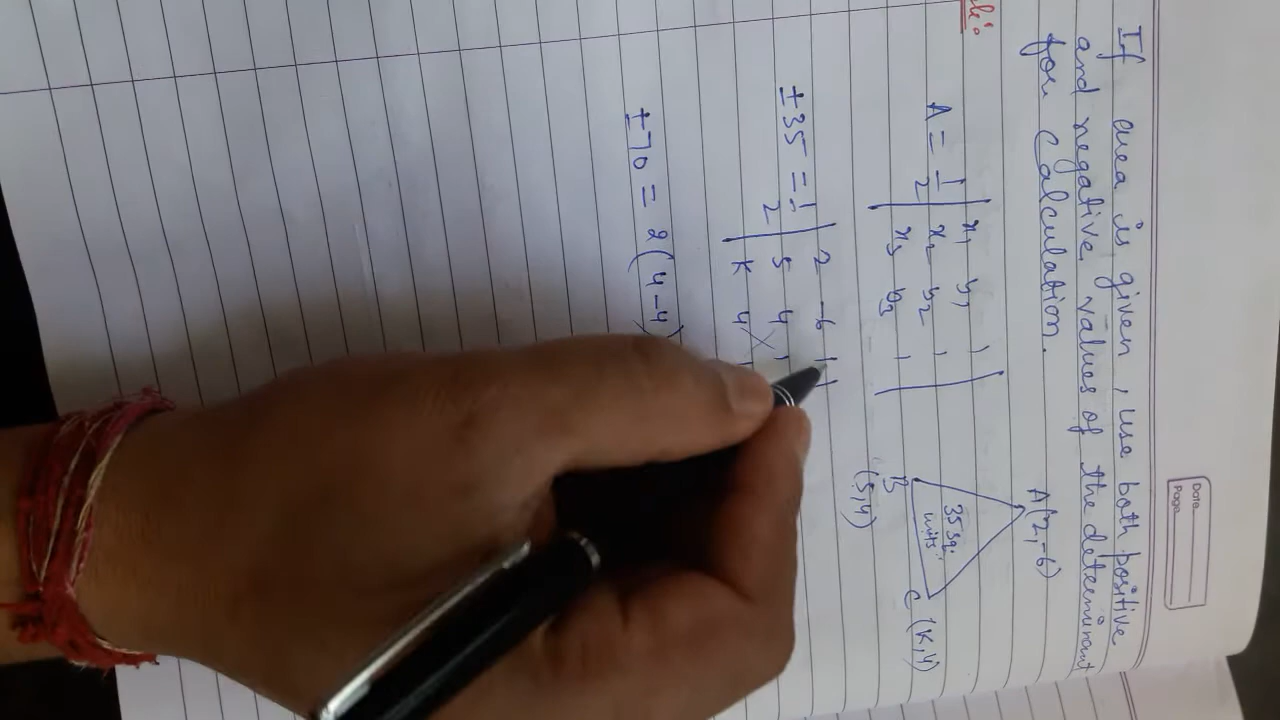 Date
Page
If area is given, use both positive
and negative values of the determinant
for calculation.
A(2,-6)
35 sq.
units
B
(5,4)
C (K,4)
A = 1/2 | x₁ y₁ 1
x₂ y₂ 1
x₃ y₃ 1 |
±35 = 1/2 | 2 -6 1
5 4 1
K 4 1 |
±70 = 2(4-4)